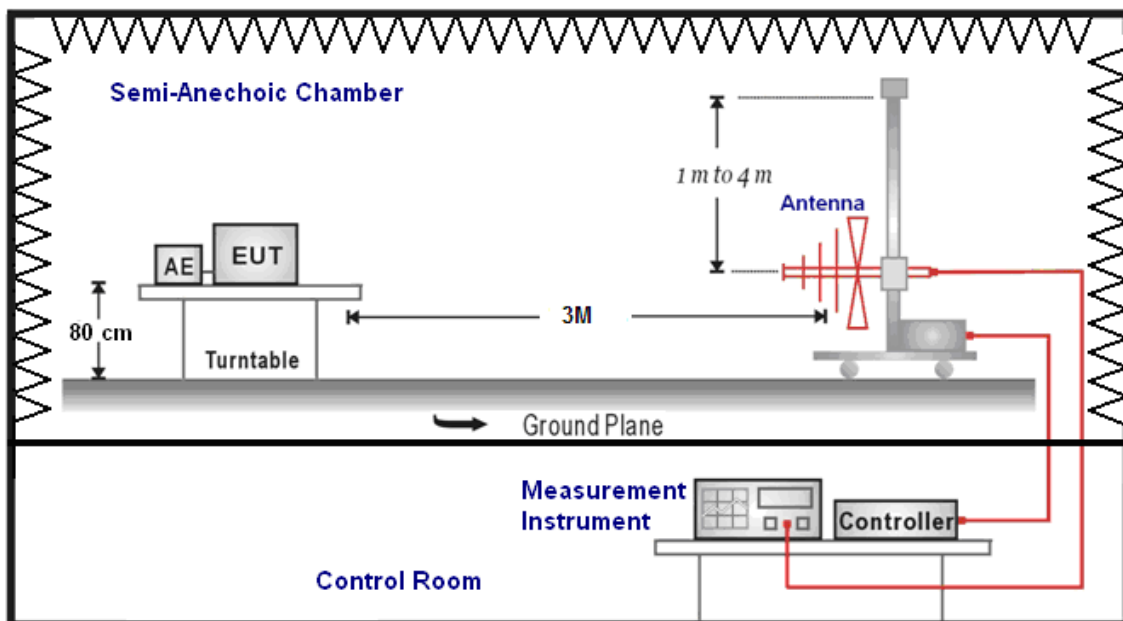 Semi-Anechoic Chamber
1 m to 4 m
Antenna
AE
EUT
80 cm
3M
Turntable
Ground Plane
Measurement
Instrument
Controller
Control Room